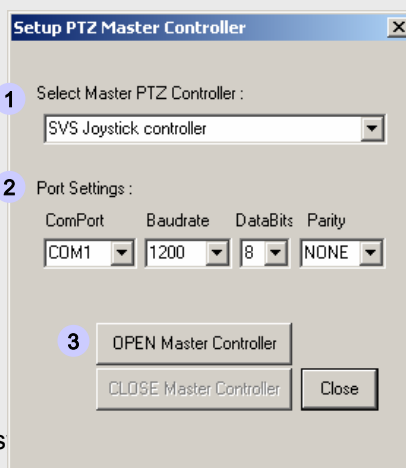 Setup PTZ Master Controller
1 Select Master PTZ Controller :
SVS Joystick controller
2 Port Settings :
ComPort Baudrate DataBits Parity
COM1 1200 8 NONE
3 OPEN Master Controller
CLOSE Master Controller Close
s